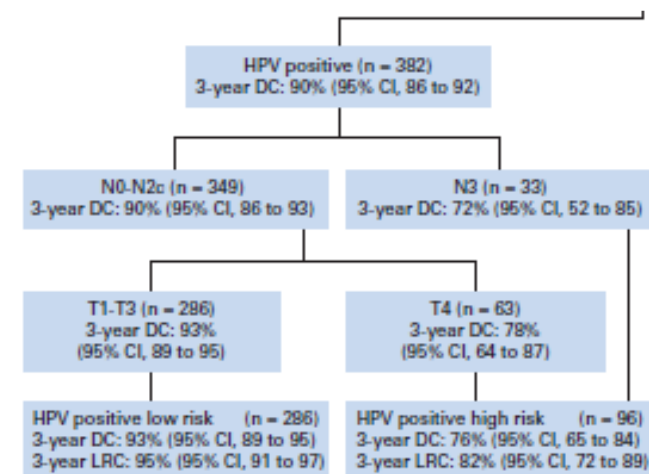 HPV positive (n = 382)
3-year DC: 90% (95% CI, 86 to 92)
N0-N2c (n = 349)
3-year DC: 90% (95% CI, 86 to 93)
N3 (n = 33)
3-year DC: 72% (95% CI, 52 to 85)
T1-T3 (n = 286)
3-year DC: 93%
(95% CI, 89 to 95)
T4 (n = 63)
3-year DC: 78%
(95% CI, 64 to 87)
HPV positive low risk (n = 286)
3-year DC: 93% (95% CI, 89 to 95)
3-year LRC: 95% (95% CI, 91 to 97)
HPV positive high risk (n = 96)
3-year DC: 76% (95% CI, 65 to 84)
3-year LRC: 82% (95% CI, 72 to 89)